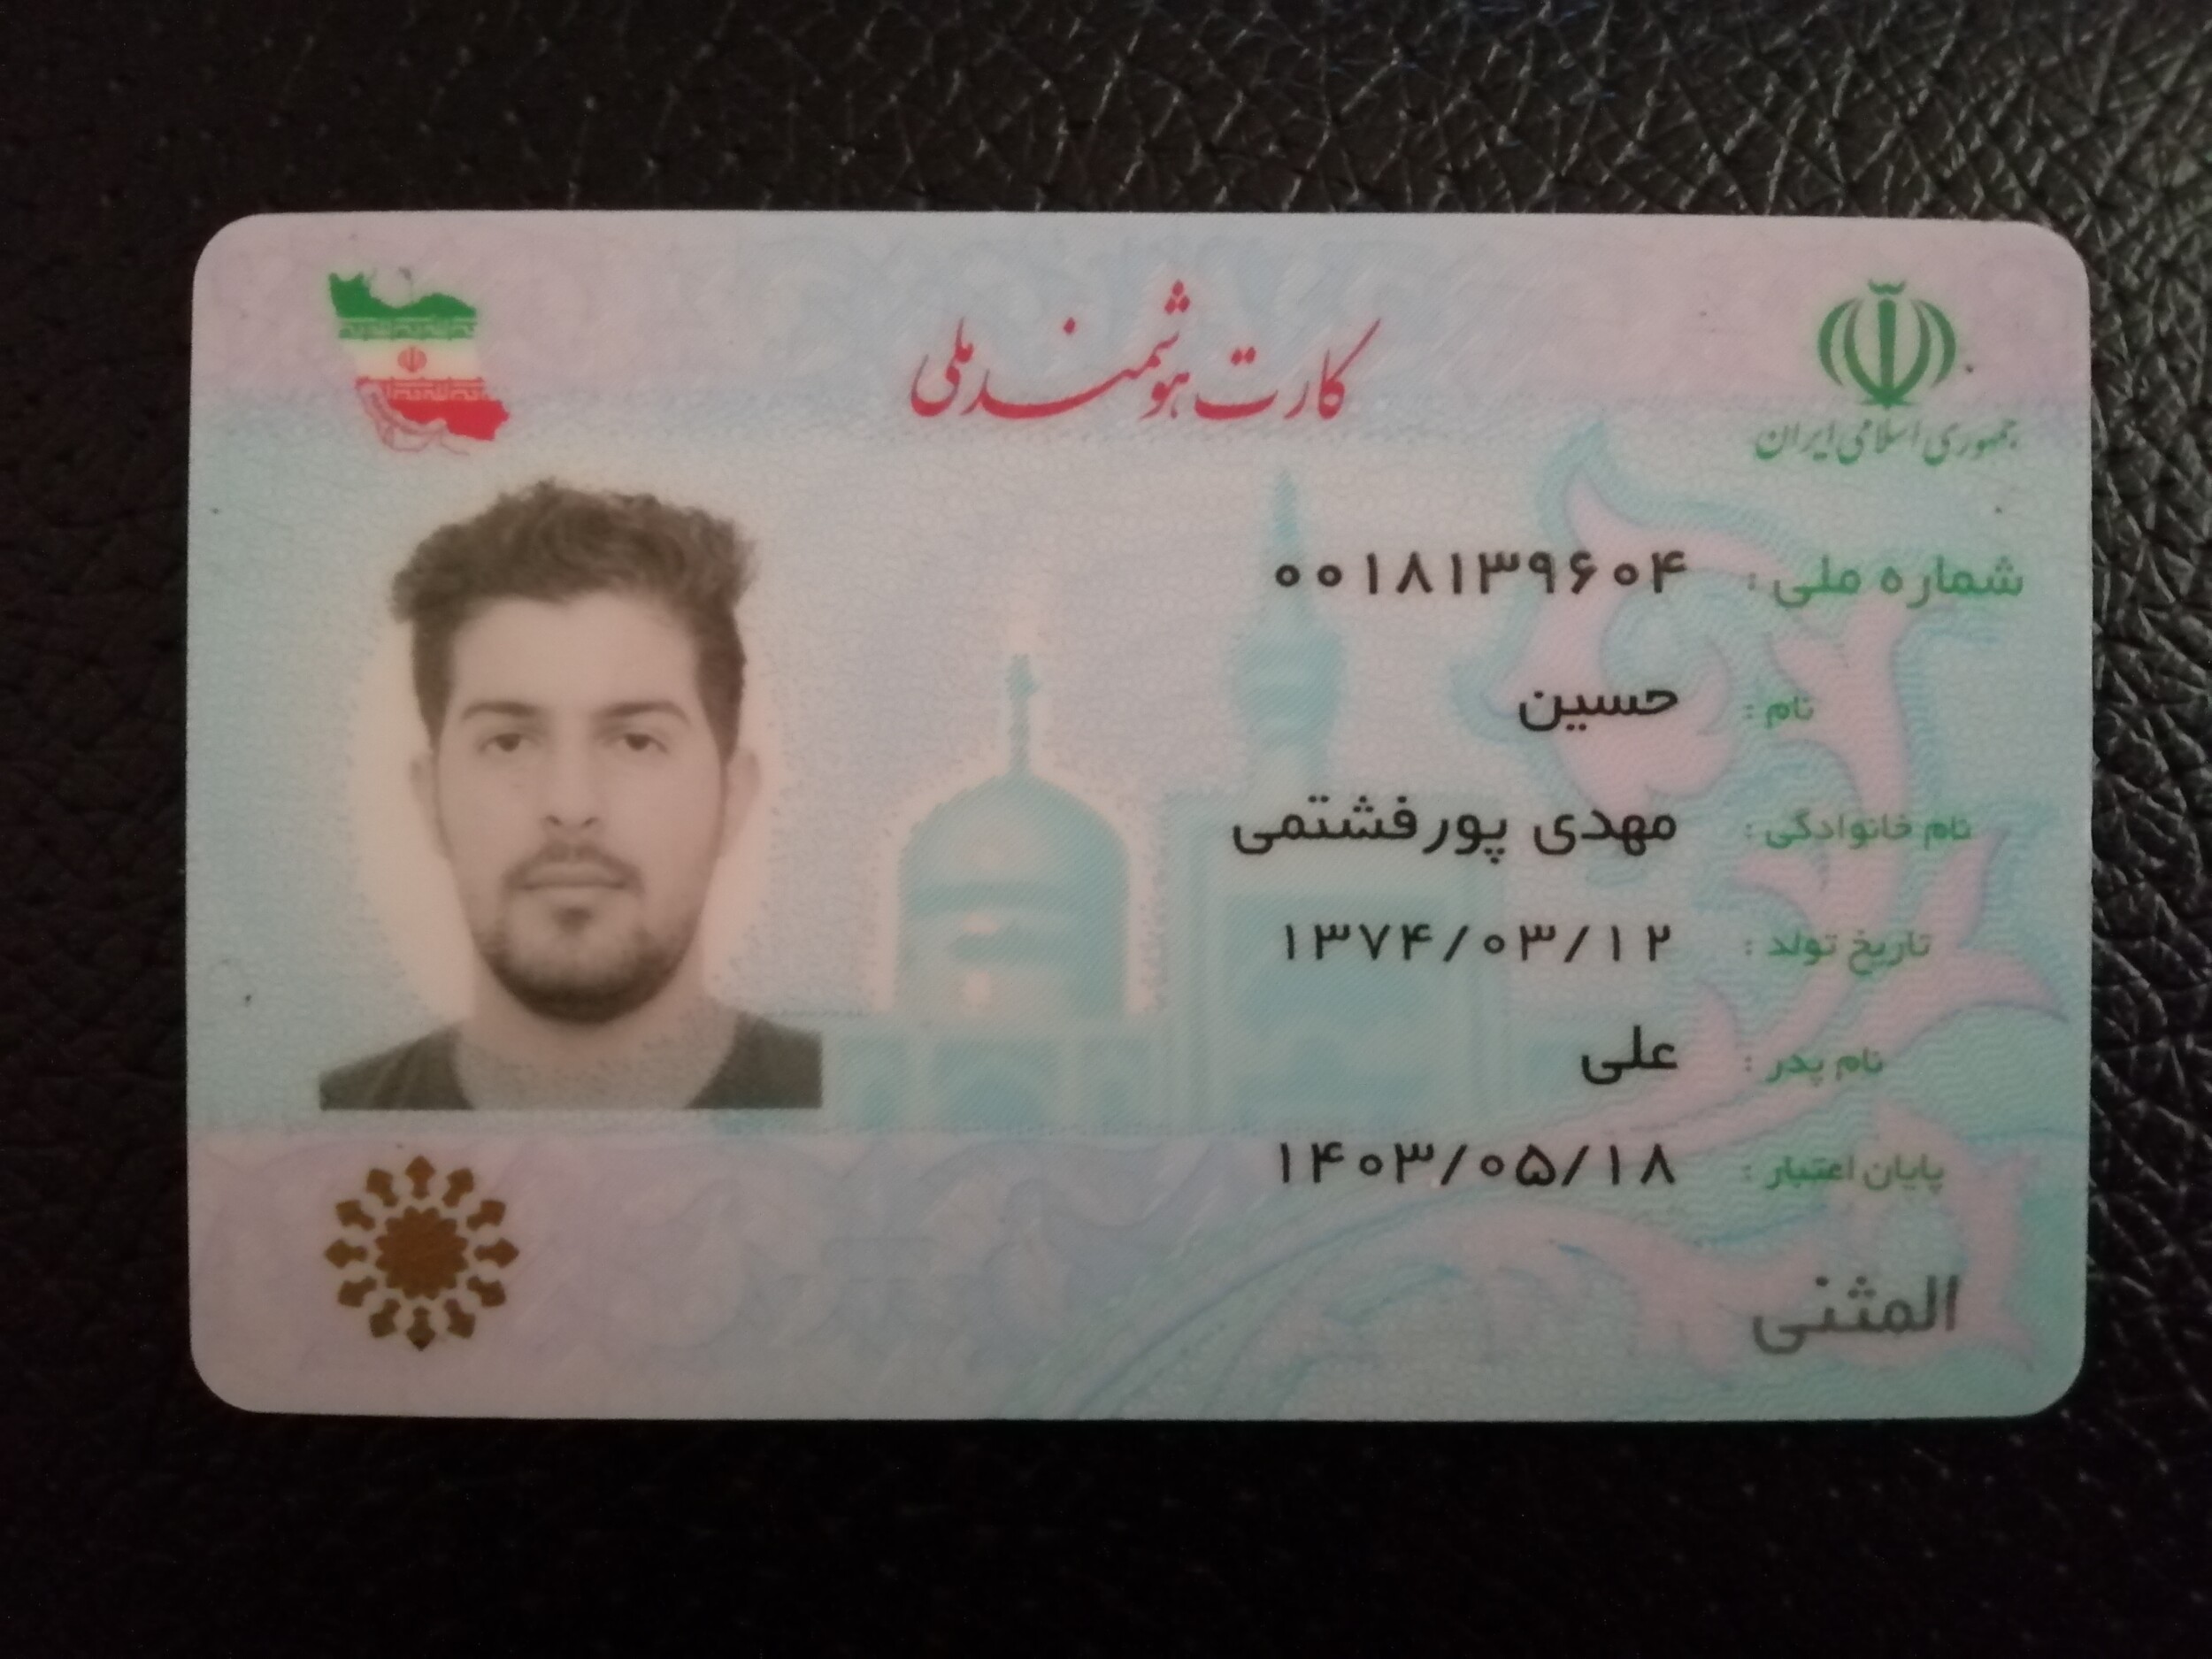 کارت هوشمند ملی
جمهوری اسلامی ایران
شماره ملی : ۰۰۱۸۱۳۹۶۰۴
نام : حسین
نام خانوادگی : مهدی پورفشتمی
تاریخ تولد : ۱۳۷۴/۰۳/۱۲
نام پدر : علی
پایان اعتبار : ۱۴۰۳/۰۵/۱۸
المثنی